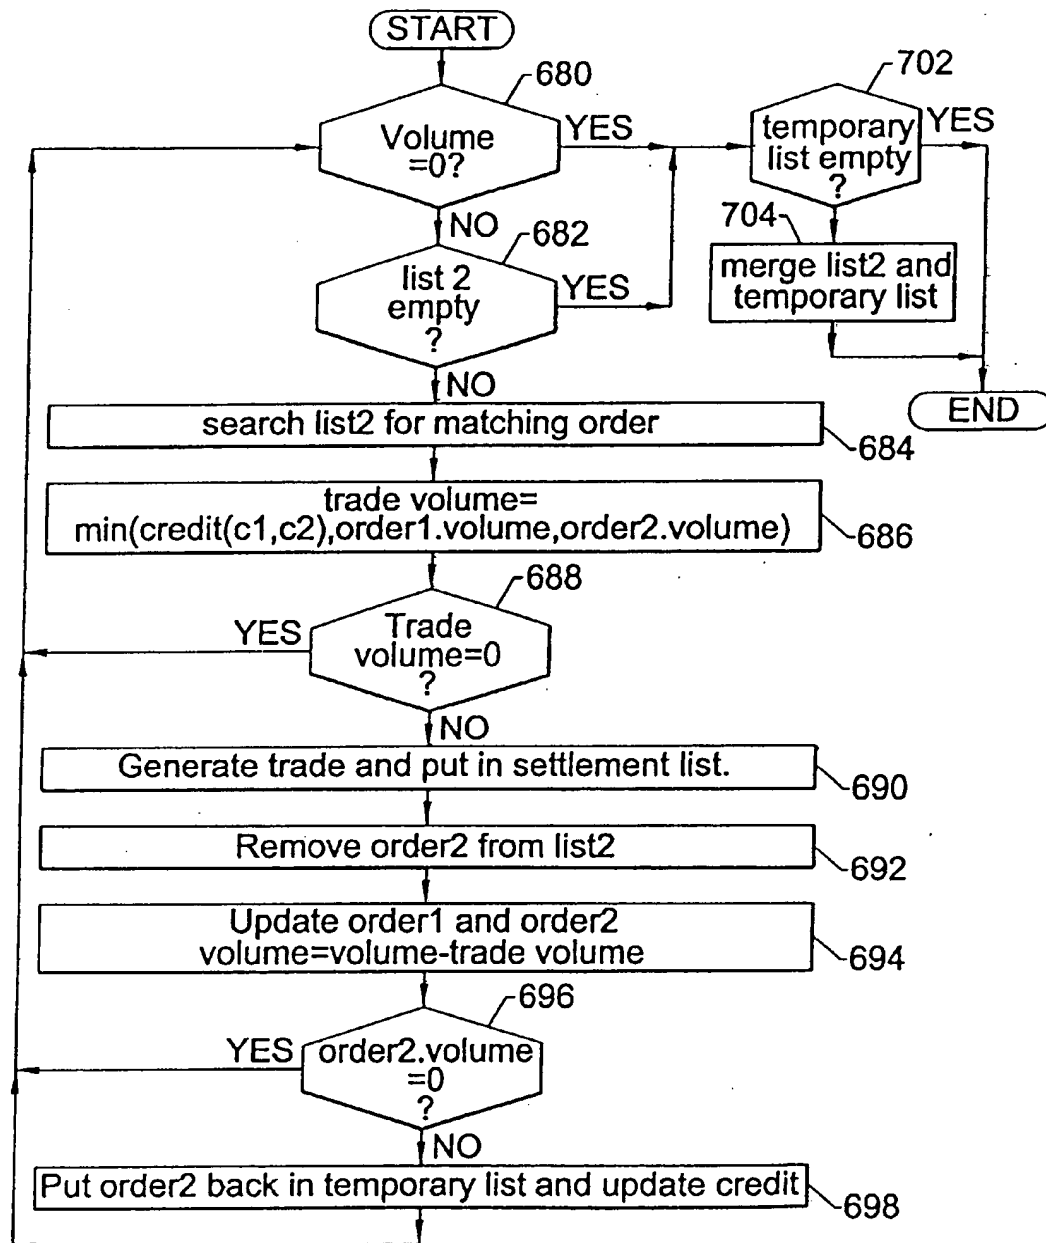 START
680
Volume
=0?
YES
NO
702
temporary
list empty
?
YES
682
list 2
empty
?
YES
NO
704
merge list2 and
temporary list
END
search list2 for matching order
684
trade volume=
min(credit(c1,c2),order1.volume,order2.volume)
686
688
Trade
volume=0
?
YES
NO
Generate trade and put in settlement list.
690
Remove order2 from list2
692
Update order1 and order2
volume=volume-trade volume
694
696
order2.volume
=0
?
YES
NO
Put order2 back in temporary list and update credit
698